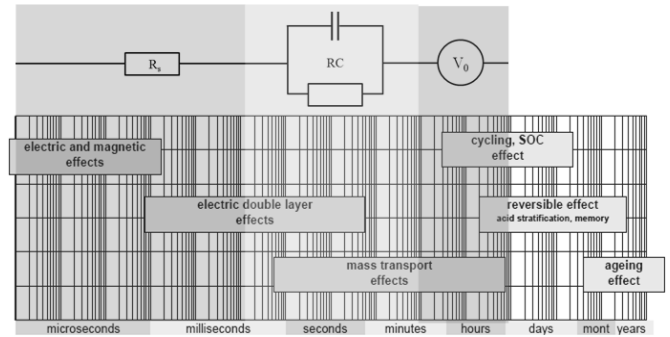 Rs
RC
V0
electric and magnetic
effects
cycling, SOC
effect
electric double layer
effects
reversible effect
acid stratification, memory
mass transport
effects
ageing
effect
microseconds milliseconds seconds minutes hours days mont years